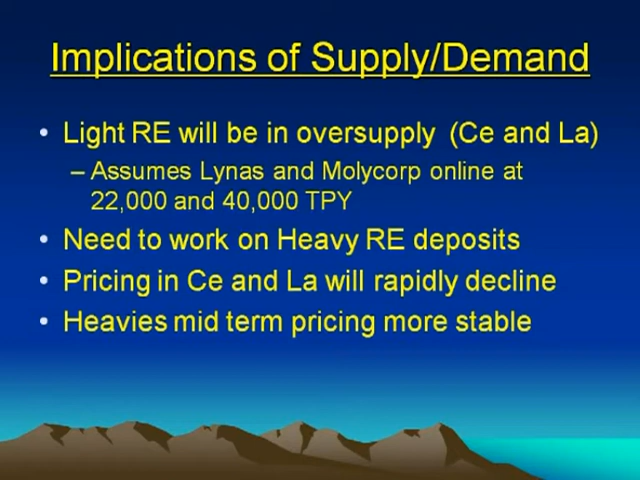 Implications of Supply/Demand
• Light RE will be in oversupply (Ce and La)
– Assumes Lynas and Molycorp online at
22,000 and 40,000 TPY
• Need to work on Heavy RE deposits
• Pricing in Ce and La will rapidly decline
• Heavies mid term pricing more stable